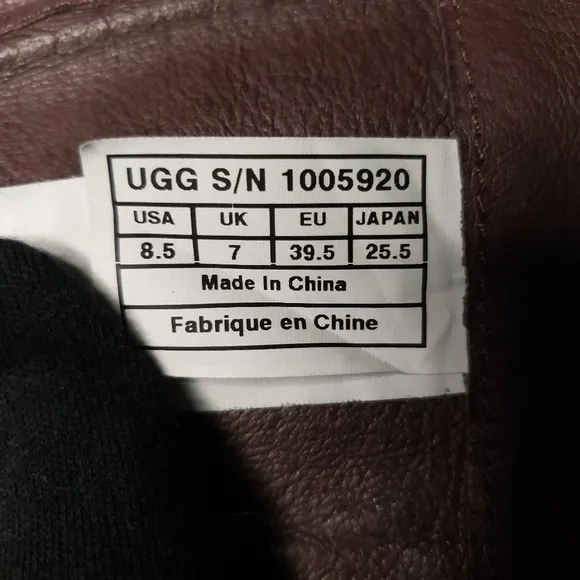 UGG S/N 1005920
USA UK EU JAPAN
8.5 7 39.5 25.5
Made In China
Fabrique en Chine